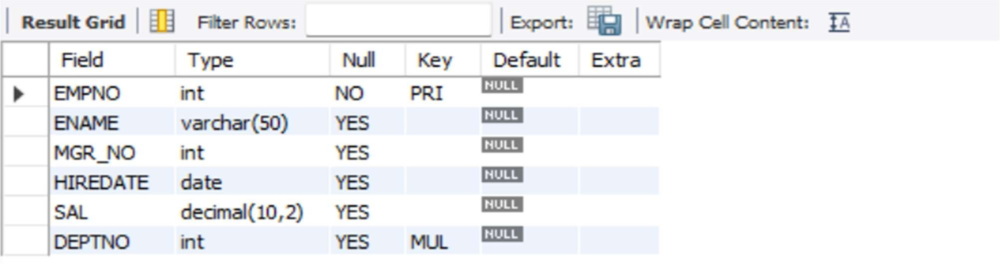 Result Grid Filter Rows: Export: Wrap Cell Content: A
Field Type Null Key Default Extra
EMPNO int NO PRI NULL
ENAME varchar(50) YES NULL
MGR_NO int YES NULL
HIREDATE date YES NULL
SAL decimal(10,2) YES NULL
DEPTNO int YES MUL NULL